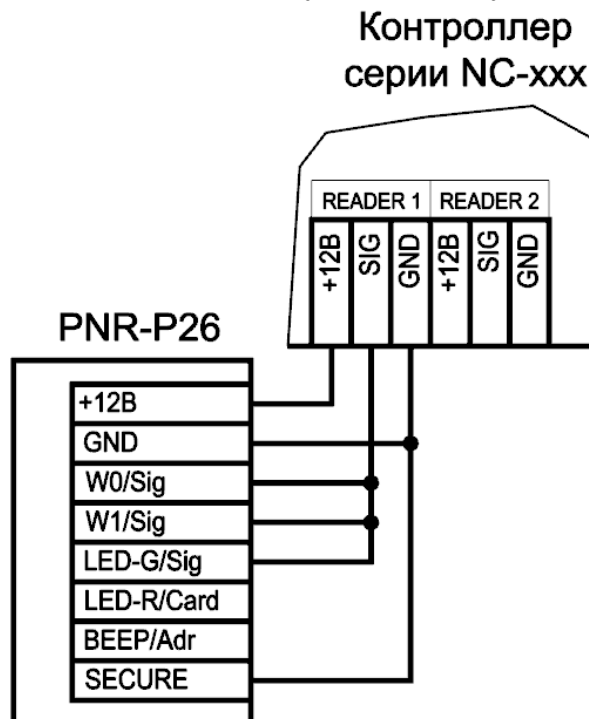 Контроллер
серии NC-xxx
READER 1 READER 2
+12В SIG GND +12В SIG GND
PNR-P26
+12В
GND
W0/Sig
W1/Sig
LED-G/Sig
LED-R/Card
BEEP/Adr
SECURE